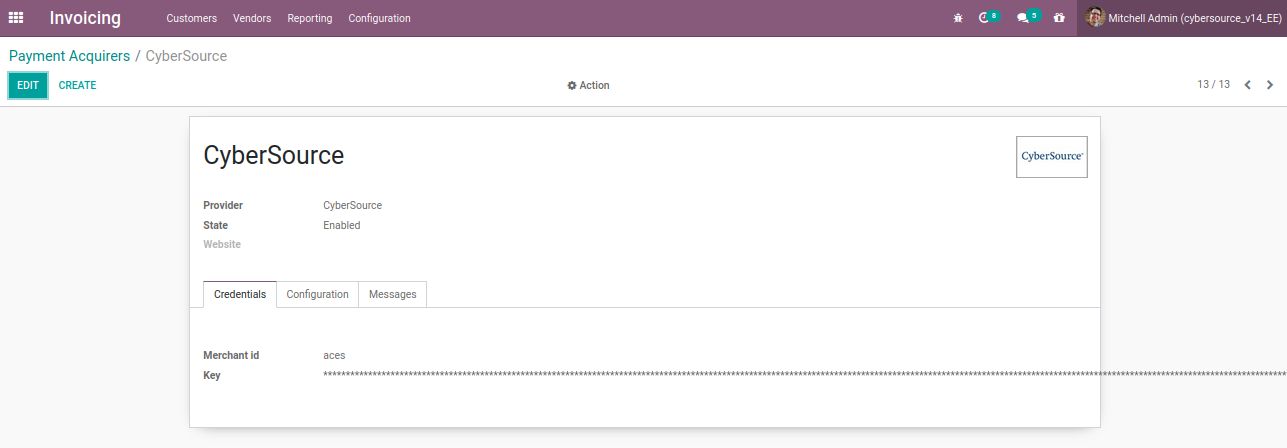 Invoicing Customers Vendors Reporting Configuration 8 5 Mitchell Admin (cybersource_v14_EE)
Payment Acquirers / CyberSource
EDIT CREATE Action 13 / 13
CyberSource
CyberSource
Provider CyberSource
State Enabled
Website
Credentials Configuration Messages
Merchant id aces
Key ********************************************************************************************************************************************************************************************************************************